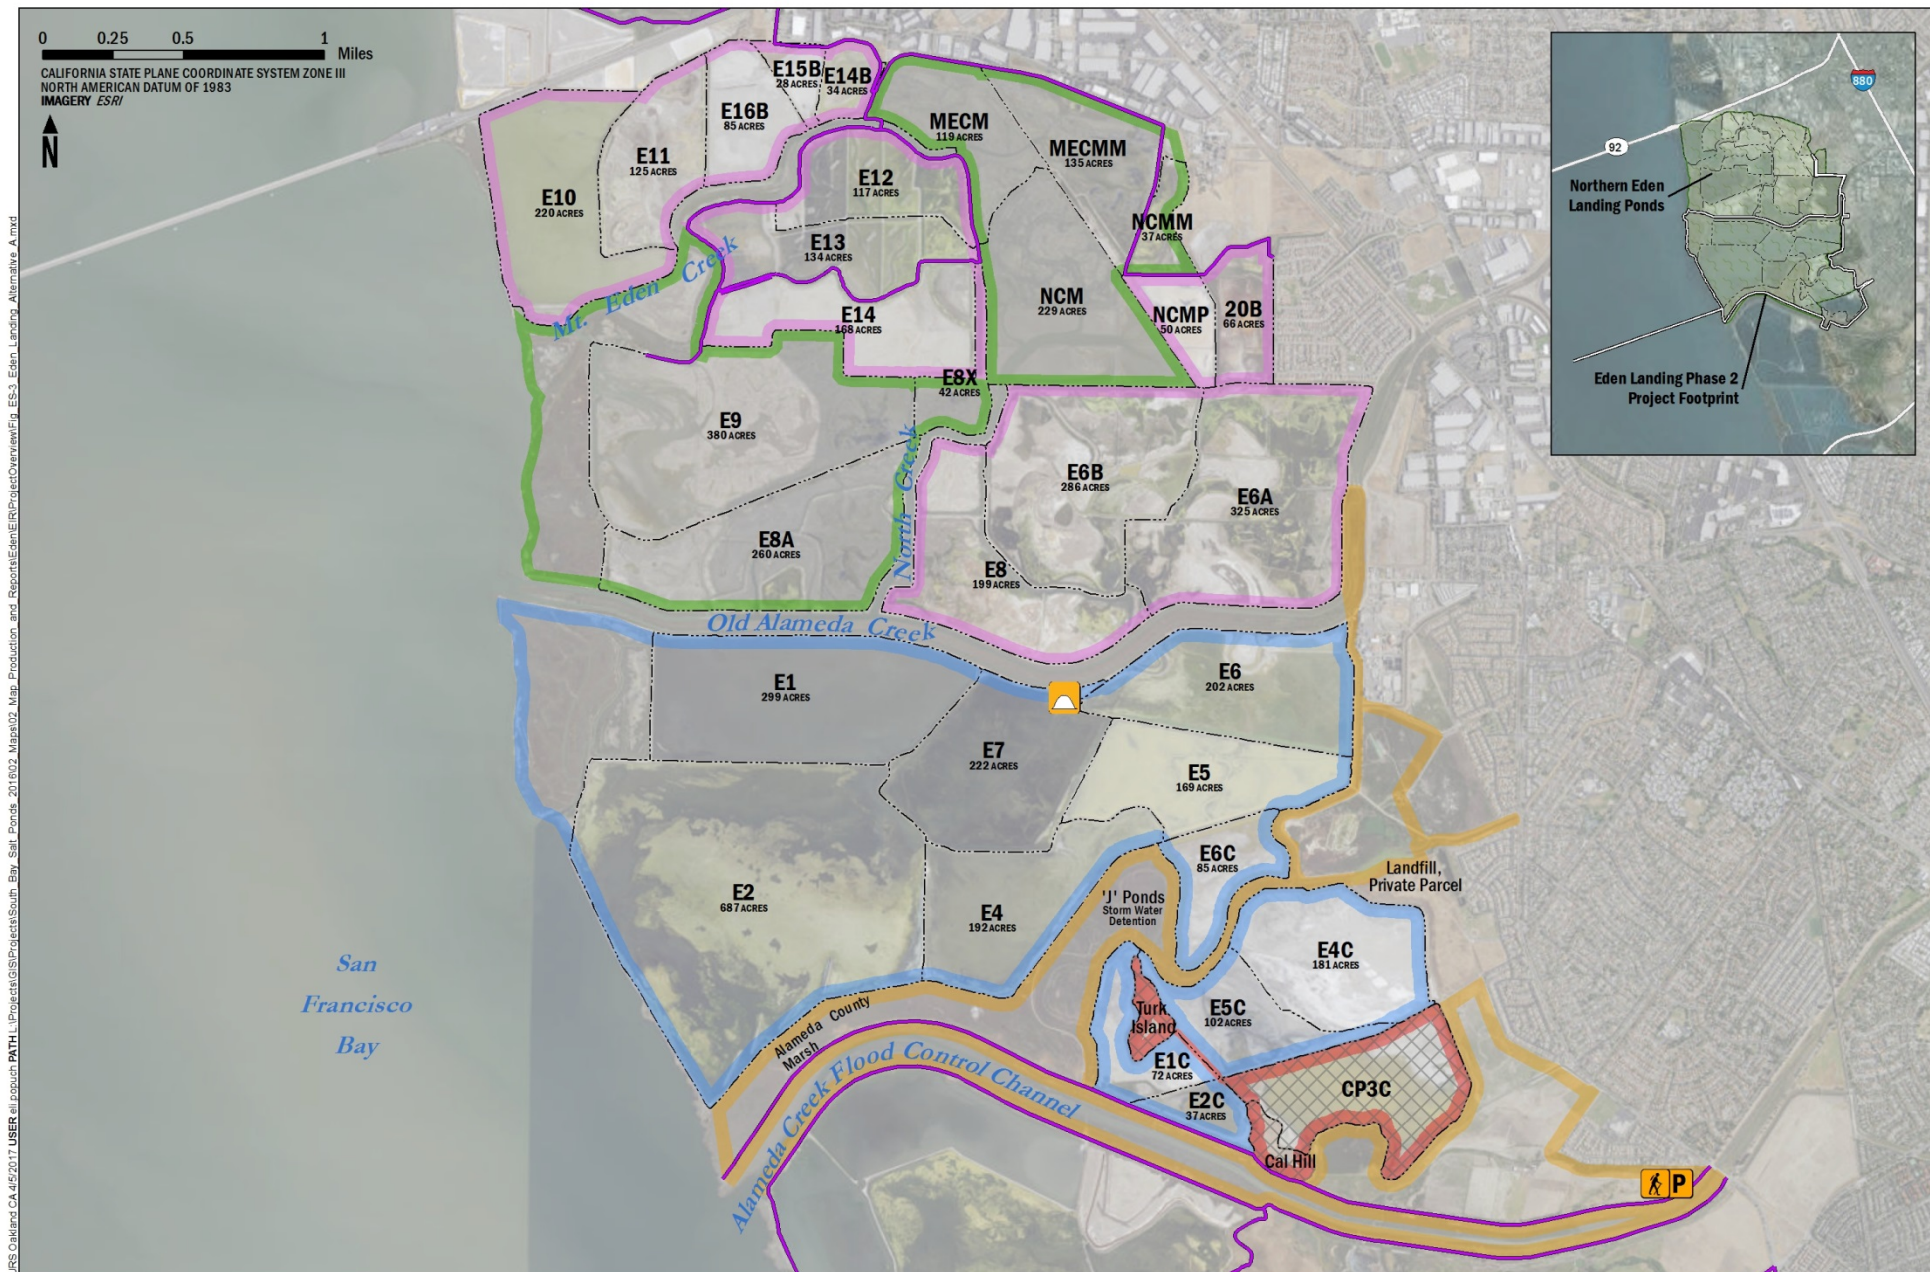 0 0.25 0.5 1 Miles
CALIFORNIA STATE PLANE COORDINATE SYSTEM ZONE III
NORTH AMERICAN DATUM OF 1983
IMAGERY ESRI
N
E15B
28 ACRES
E14B
34 ACRES
E16B
85 ACRES
E11
125 ACRES
E10
220 ACRES
MECM
119 ACRES
MECMM
135 ACRES
E12
117 ACRES
E13
134 ACRES
NCMM
37 ACRES
Mt. Eden Creek
E14
168 ACRES
NCM
229 ACRES
NCMP
50 ACRES
20B
66 ACRES
E8X
42 ACRES
E9
380 ACRES
North Creek
E6B
286 ACRES
E6A
325 ACRES
E8A
260 ACRES
E8
199 ACRES
Old Alameda Creek
E1
299 ACRES
E6
202 ACRES
E7
222 ACRES
E5
169 ACRES
E2
687 ACRES
E4
192 ACRES
E6C
85 ACRES
'J' Ponds
Storm Water
Detention
Landfill,
Private Parcel
E4C
181 ACRES
E5C
102 ACRES
Turk
Island
E1C
72 ACRES
E2C
37 ACRES
CP3C
Cal Hill
Alameda County
Marsh
Alameda Creek Flood Control Channel
San
Francisco
Bay
P
880
92
Northern Eden
Landing Ponds
Eden Landing Phase 2
Project Footprint